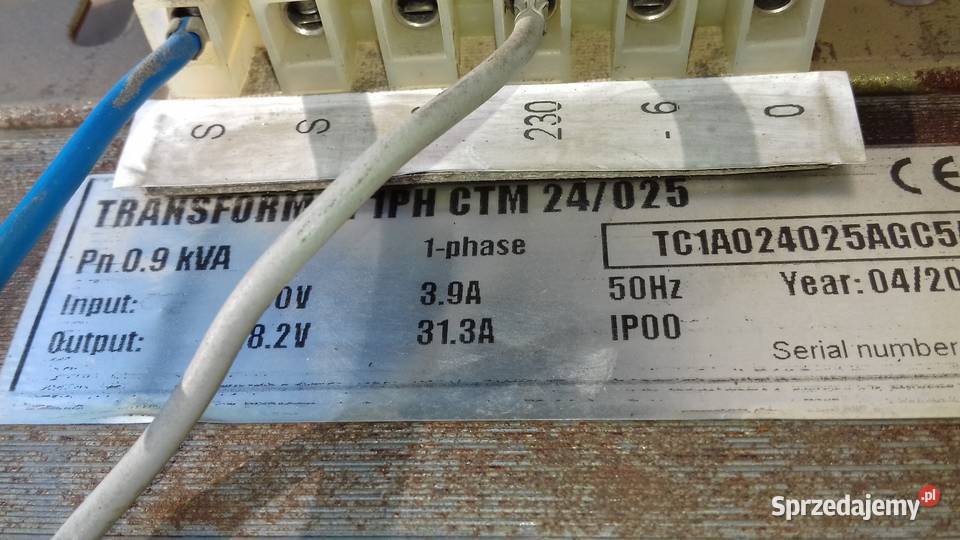 S S 230 -6 0
TRANSFORM 1PH CTM 24/025 CE
Pn 0.9 kVA 1-phase TC1A024025AGC5
Input: 0V 3.9A 50Hz Year: 04/20
Output: 8.2V 31.3A IP00
Serial number
Sprzedajemy.pl